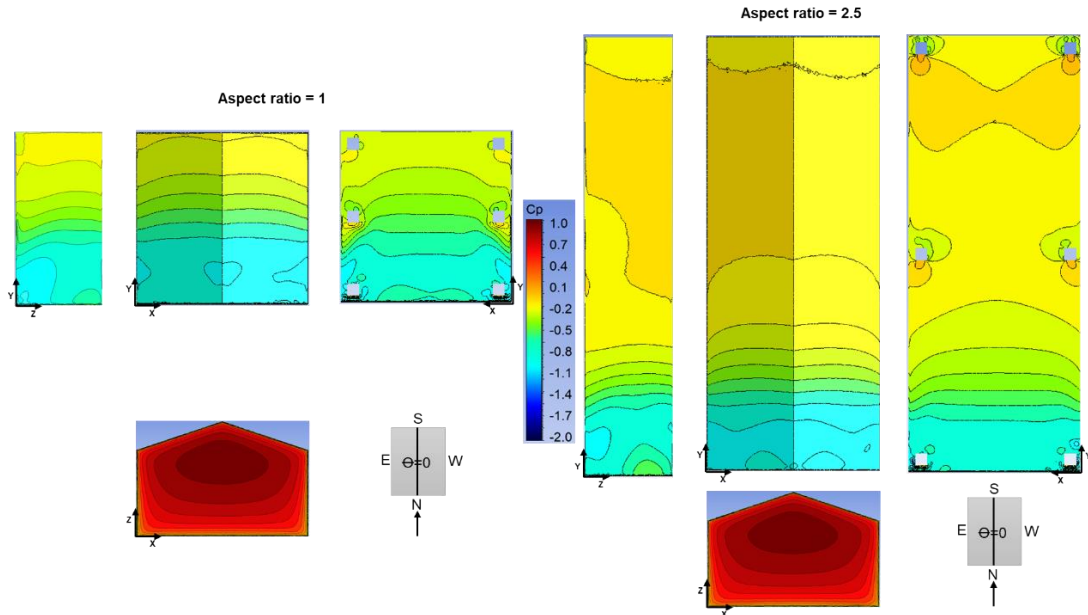 Aspect ratio = 1
Aspect ratio = 2.5
Cp
1.0
0.7
0.4
0.1
-0.2
-0.5
-0.8
-1.1
-1.4
-1.7
-2.0
Y
Z
Y
X
Y
X
Y
Z
Y
X
Y
X
Z
X
S
E Θ=0 W
N
Z
X
S
E Θ=0 W
N